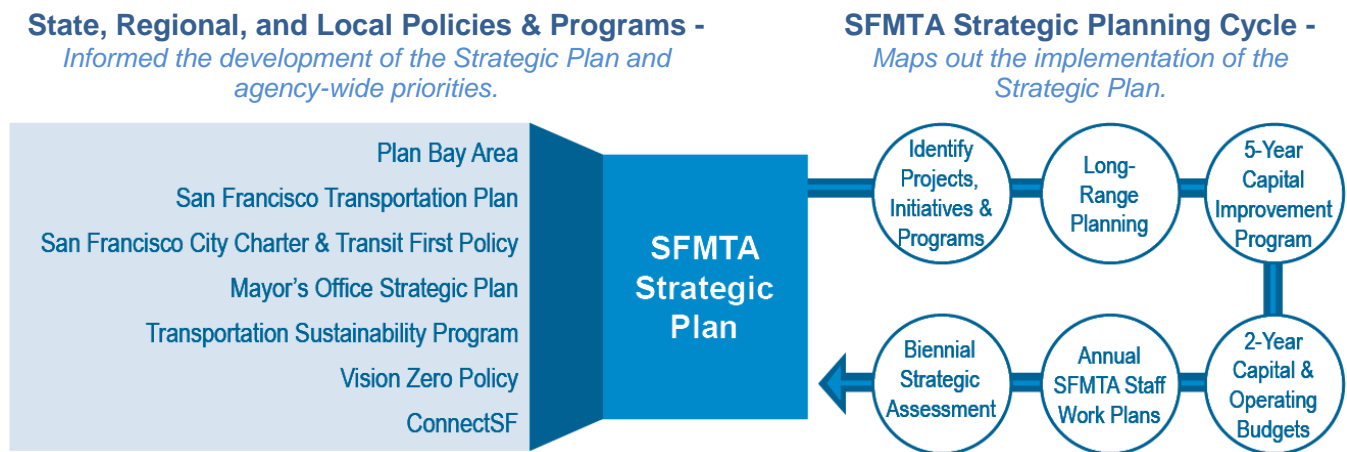 State, Regional, and Local Policies & Programs -
Informed the development of the Strategic Plan and
agency-wide priorities.
Plan Bay Area
San Francisco Transportation Plan
San Francisco City Charter & Transit First Policy
Mayor's Office Strategic Plan
Transportation Sustainability Program
Vision Zero Policy
ConnectSF
SFMTA
Strategic
Plan
SFMTA Strategic Planning Cycle -
Maps out the implementation of the
Strategic Plan.
Identify
Projects,
Initiatives &
Programs
Long-
Range
Planning
5-Year
Capital
Improvement
Program
2-Year
Capital &
Operating
Budgets
Annual
SFMTA Staff
Work Plans
Biennial
Strategic
Assessment